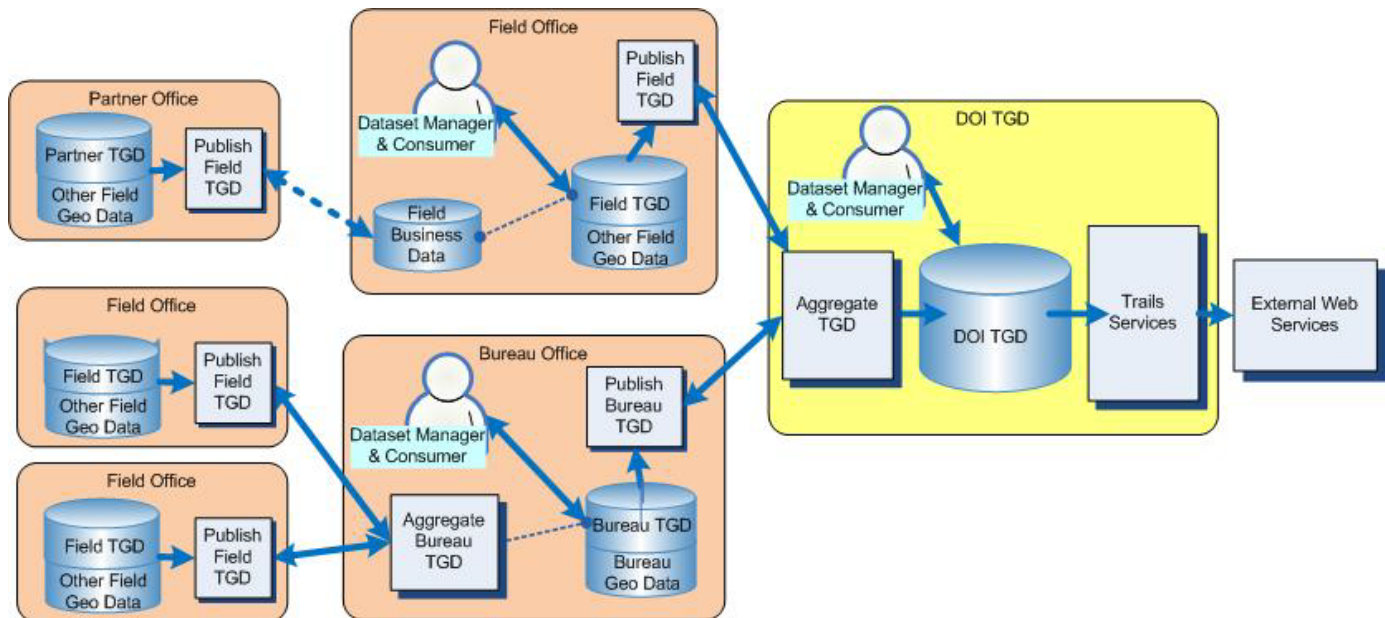 Partner Office
Partner TGD
Other Field
Geo Data
Publish
Field
TGD
Field Office
Dataset Manager
& Consumer
Publish
Field
TGD
Field
Business
Data
Field TGD
Other Field
Geo Data
Field Office
Field TGD
Other Field
Geo Data
Publish
Field
TGD
Field Office
Field TGD
Other Field
Geo Data
Publish
Field
TGD
Bureau Office
Dataset Manager
& Consumer
Publish
Bureau
TGD
Aggregate
Bureau
TGD
Bureau TGD
Bureau
Geo Data
DOI TGD
Dataset Manager
& Consumer
Aggregate
TGD
DOI TGD
Trails
Services
External Web
Services